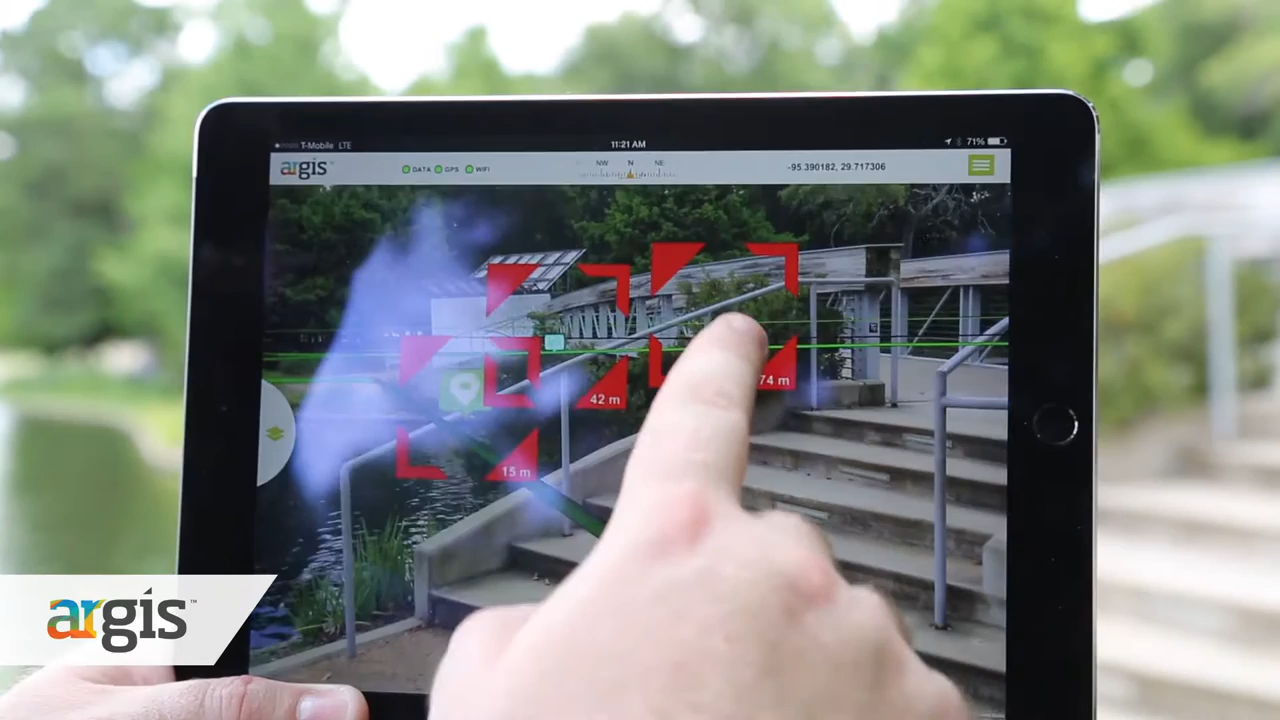 T-Mobile LTE
11:21 AM
71%
argis
DATA GPS WIFI
NW N NE
-95.390182, 29.717306
74 m
42 m
15 m
argis™